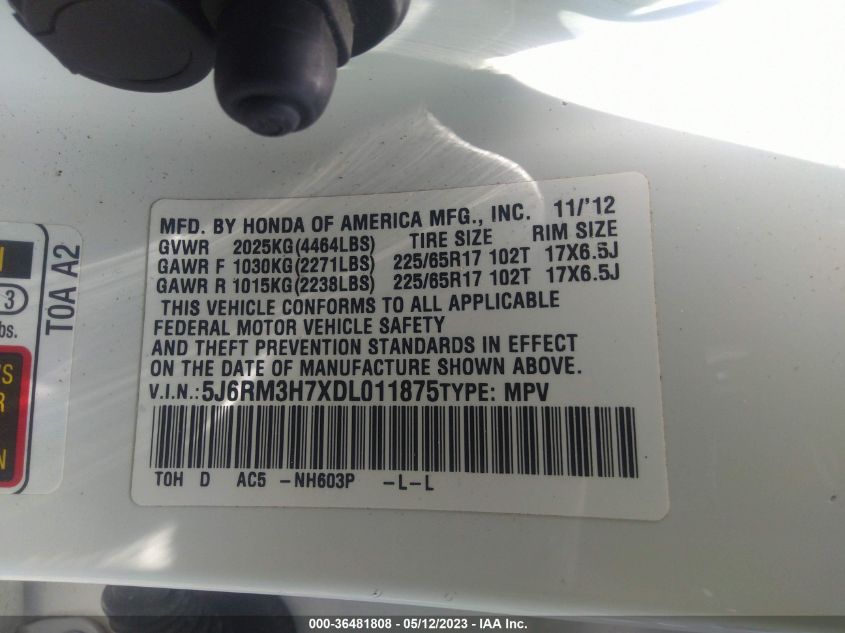 MFD. BY HONDA OF AMERICA MFG., INC. 11/'12
GVWR 2025KG(4464LBS) TIRE SIZE RIM SIZE
GAWR F 1030KG(2271LBS) 225/65R17 102T 17X6.5J
GAWR R 1015KG(2238LBS) 225/65R17 102T 17X6.5J
THIS VEHICLE CONFORMS TO ALL APPLICABLE
FEDERAL MOTOR VEHICLE SAFETY
AND THEFT PREVENTION STANDARDS IN EFFECT
ON THE DATE OF MANUFACTURE SHOWN ABOVE.
V.I.N.:5J6RM3H7XDL011875TYPE: MPV
TOH D AC5 -NH603P -L-L
3
bs.
TOA A2
000-36481808 - 05/12/2023 - IAA Inc.